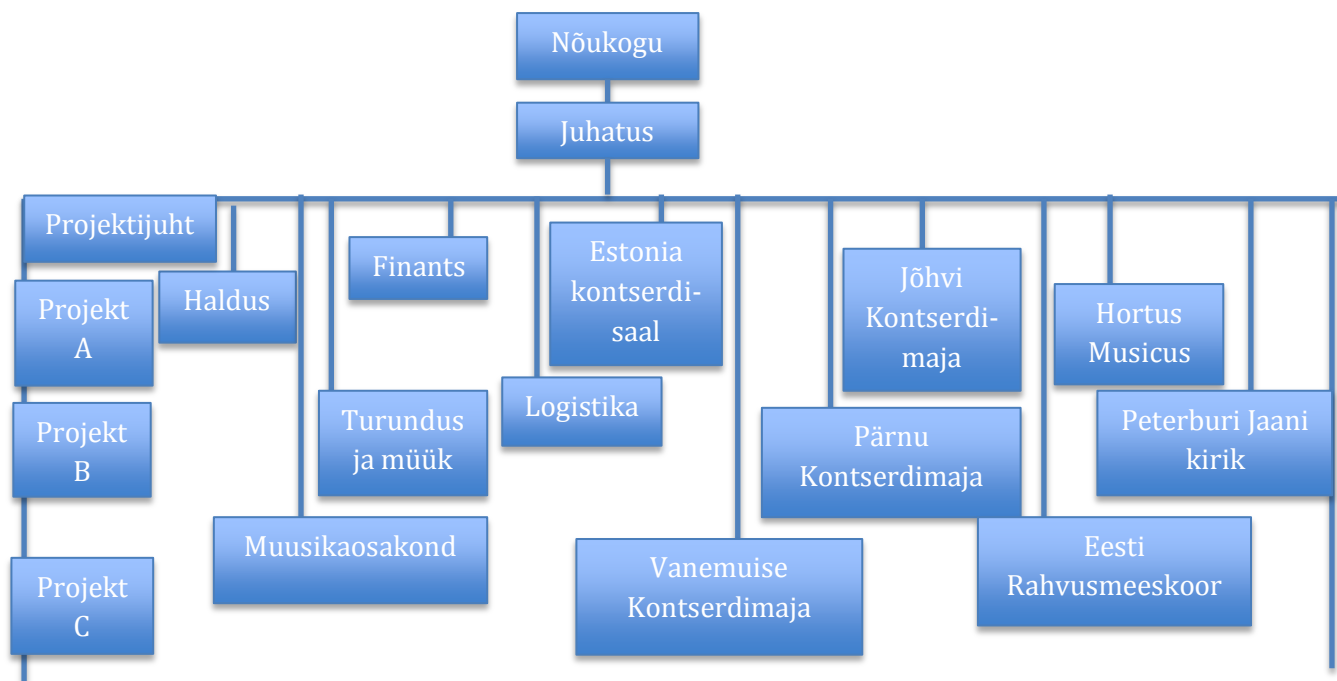 Nõukogu
Juhatus
Projektijuht
Projekt
A
Projekt
B
Projekt
C
Haldus
Muusikaosakond
Turundus
ja müük
Finants
Logistika
Estonia
kontserdi-
saal
Vanemuise
Kontserdimaja
Pärnu
Kontserdimaja
Jõhvi
Kontserdi-
maja
Eesti
Rahvusmeeskoor
Hortus
Musicus
Peterburi Jaani
kirik